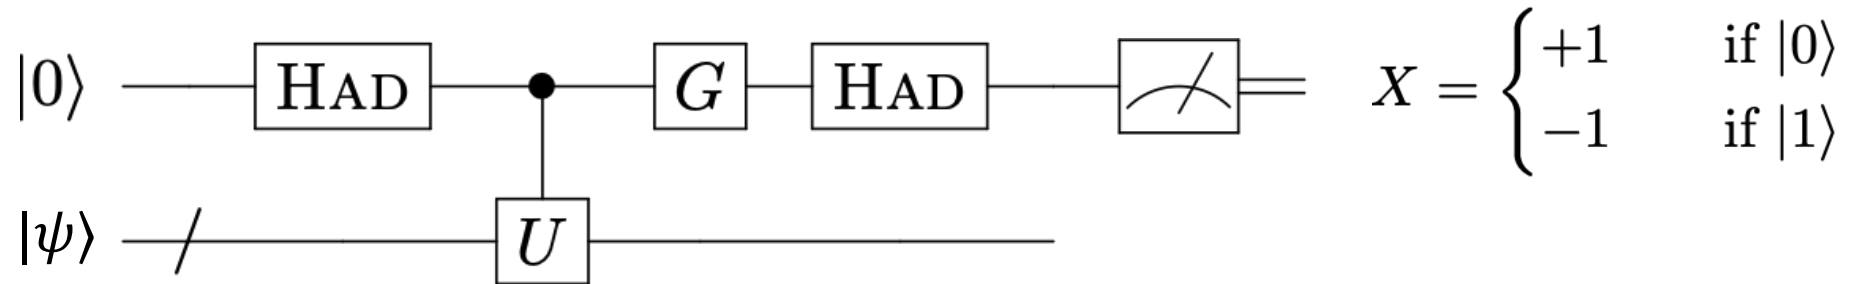 |0⟩ HAD G HAD X = { +1 if |0⟩
−1 if |1⟩
|ψ⟩ U